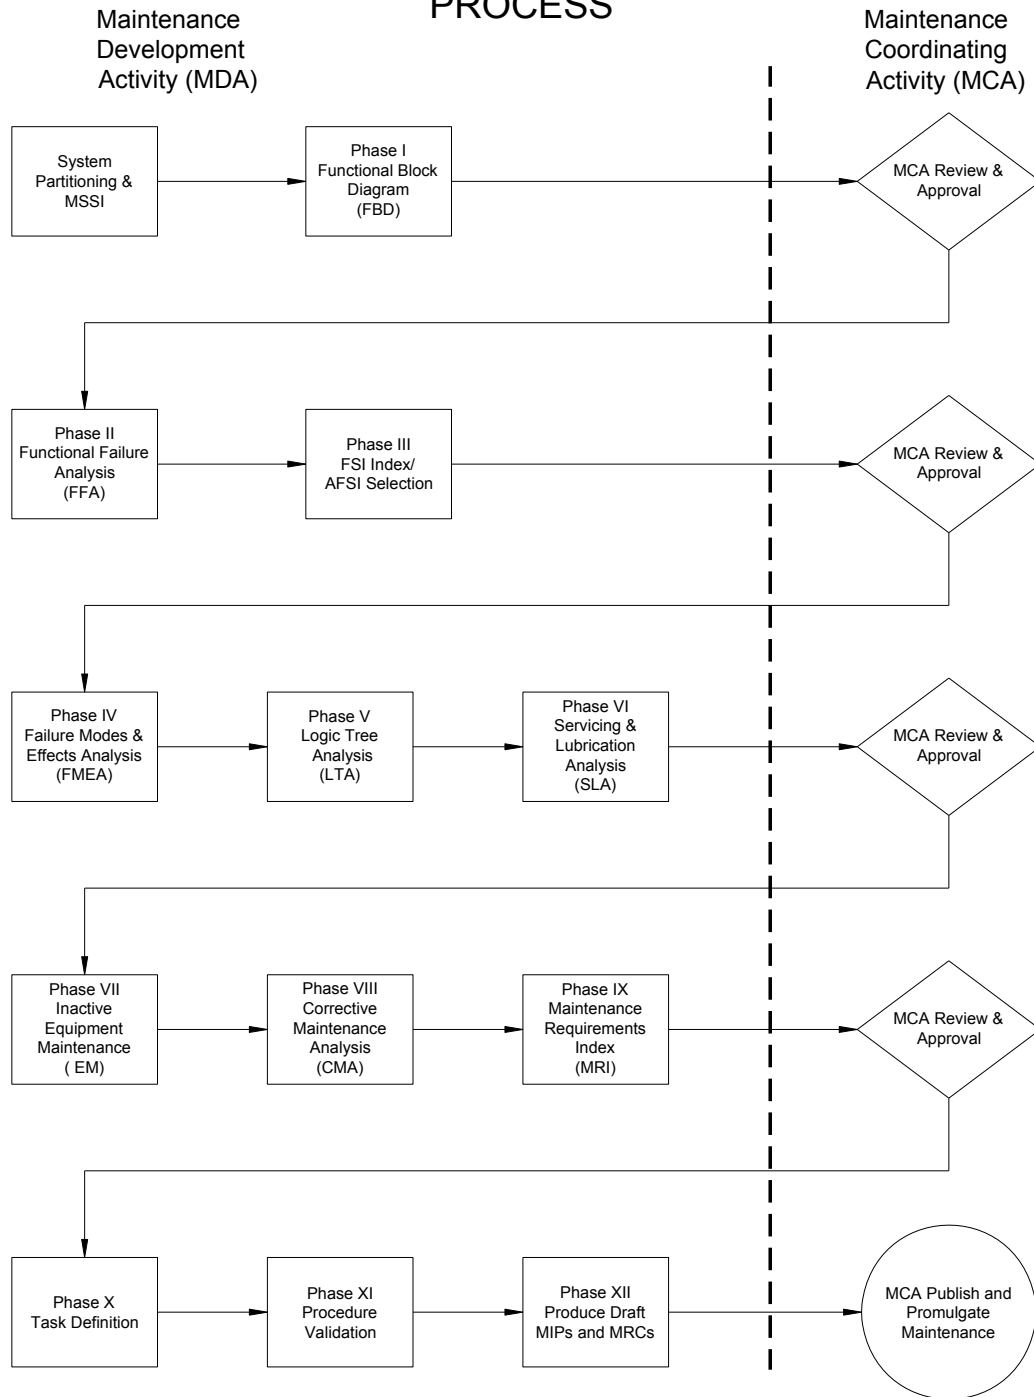 PROCESS
Maintenance
Development
Activity (MDA)
Maintenance
Coordinating
Activity (MCA)
System
Partitioning &
MSSI
Phase I
Functional Block
Diagram
(FBD)
MCA Review &
Approval
Phase II
Functional Failure
Analysis
(FFA)
Phase III
FSI Index/
AFSI Selection
MCA Review &
Approval
Phase IV
Failure Modes &
Effects Analysis
(FMEA)
Phase V
Logic Tree
Analysis
(LTA)
Phase VI
Servicing &
Lubrication
Analysis
(SLA)
MCA Review &
Approval
Phase VII
Inactive
Equipment
Maintenance
( EM)
Phase VIII
Corrective
Maintenance
Analysis
(CMA)
Phase IX
Maintenance
Requirements
Index
(MRI)
MCA Review &
Approval
Phase X
Task Definition
Phase XI
Procedure
Validation
Phase XII
Produce Draft
MIPs and MRCs
MCA Publish and
Promulgate
Maintenance